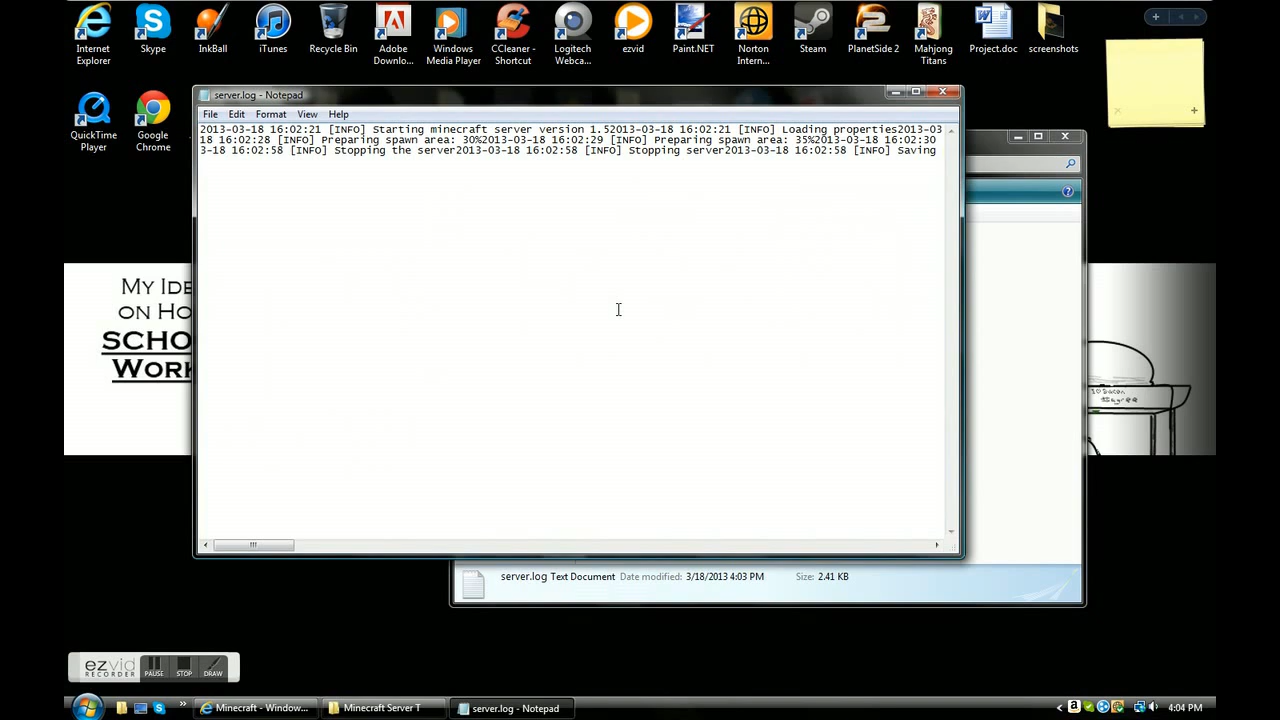 Internet Explorer
Skype
InkBall
iTunes
Recycle Bin
Adobe Downlo...
Windows Media Player
CCleaner - Shortcut
Logitech Webca...
ezvid
Paint.NET
Norton Intern...
Steam
PlanetSide 2
Mahjong Titans
Project.doc
screenshots
QuickTime Player
Google Chrome
server.log - Notepad
File Edit Format View Help
2013-03-18 16:02:21 [INFO] Starting minecraft server version 1.52013-03-18 16:02:21 [INFO] Loading properties2013-03
18 16:02:28 [INFO] Preparing spawn area: 30%2013-03-18 16:02:29 [INFO] Preparing spawn area: 35%2013-03-18 16:02:30
3-18 16:02:58 [INFO] Stopping the server2013-03-18 16:02:58 [INFO] Stopping server2013-03-18 16:02:58 [INFO] Saving
MY IDE
ON HO
SCHO
WORK
server.log Text Document Date modified: 3/18/2013 4:03 PM Size: 2.41 KB
ezvid
RECORDER
PAUSE STOP DRAW
Minecraft - Window...
Minecraft Server T
server.log - Notepad
4:04 PM